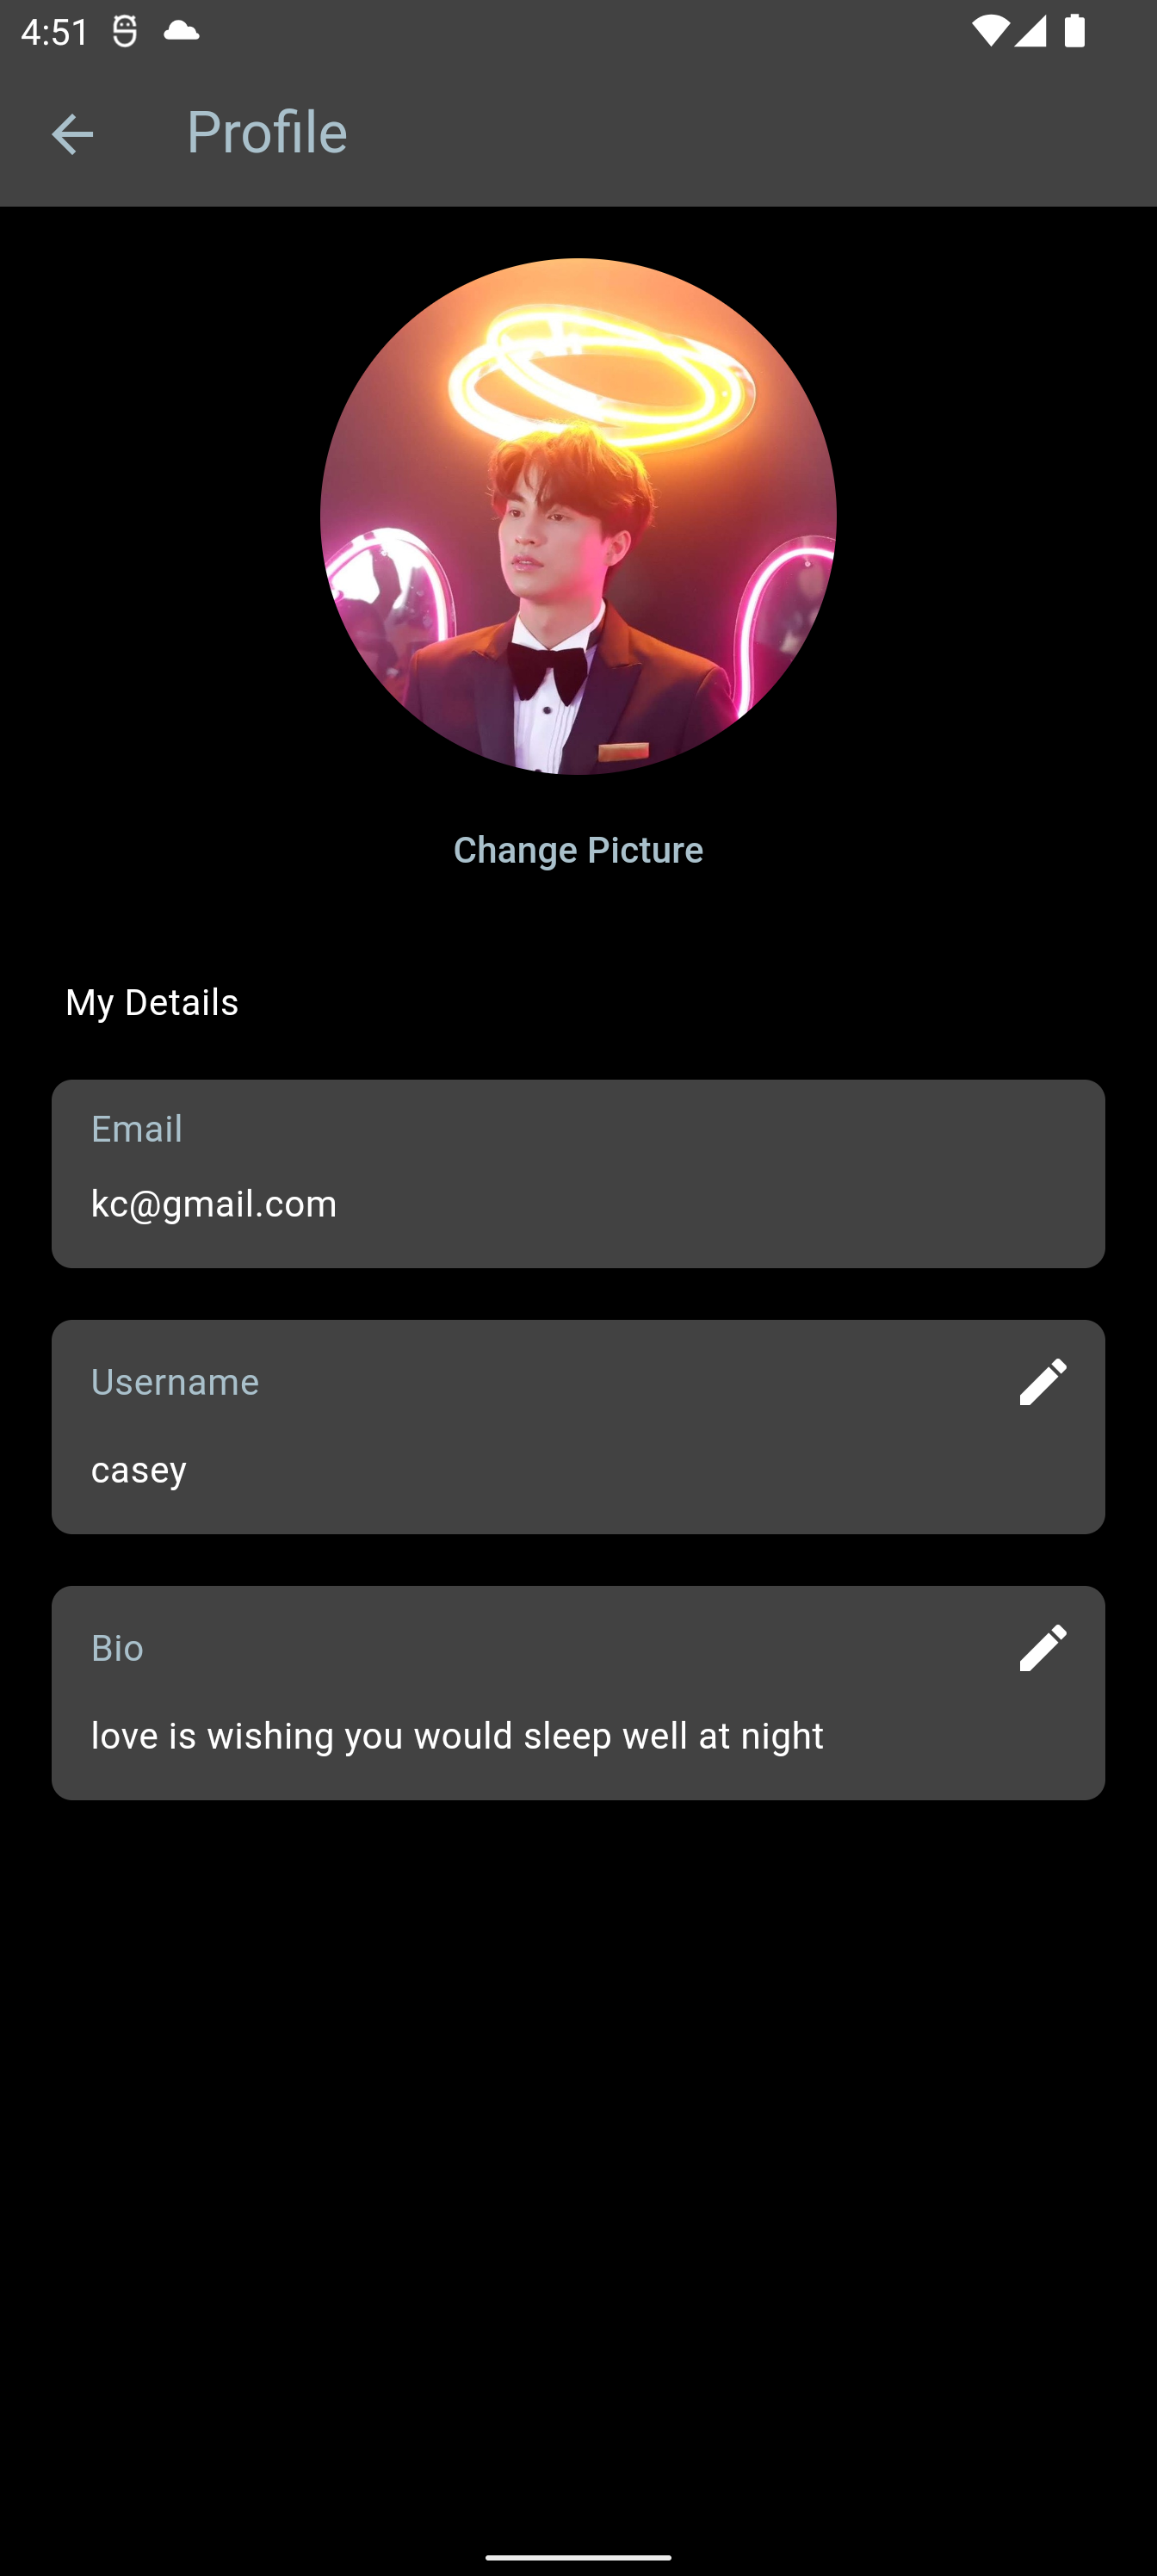 4:51
Profile
Change Picture
My Details
Email
kc@gmail.com
Username
casey
Bio
love is wishing you would sleep well at night